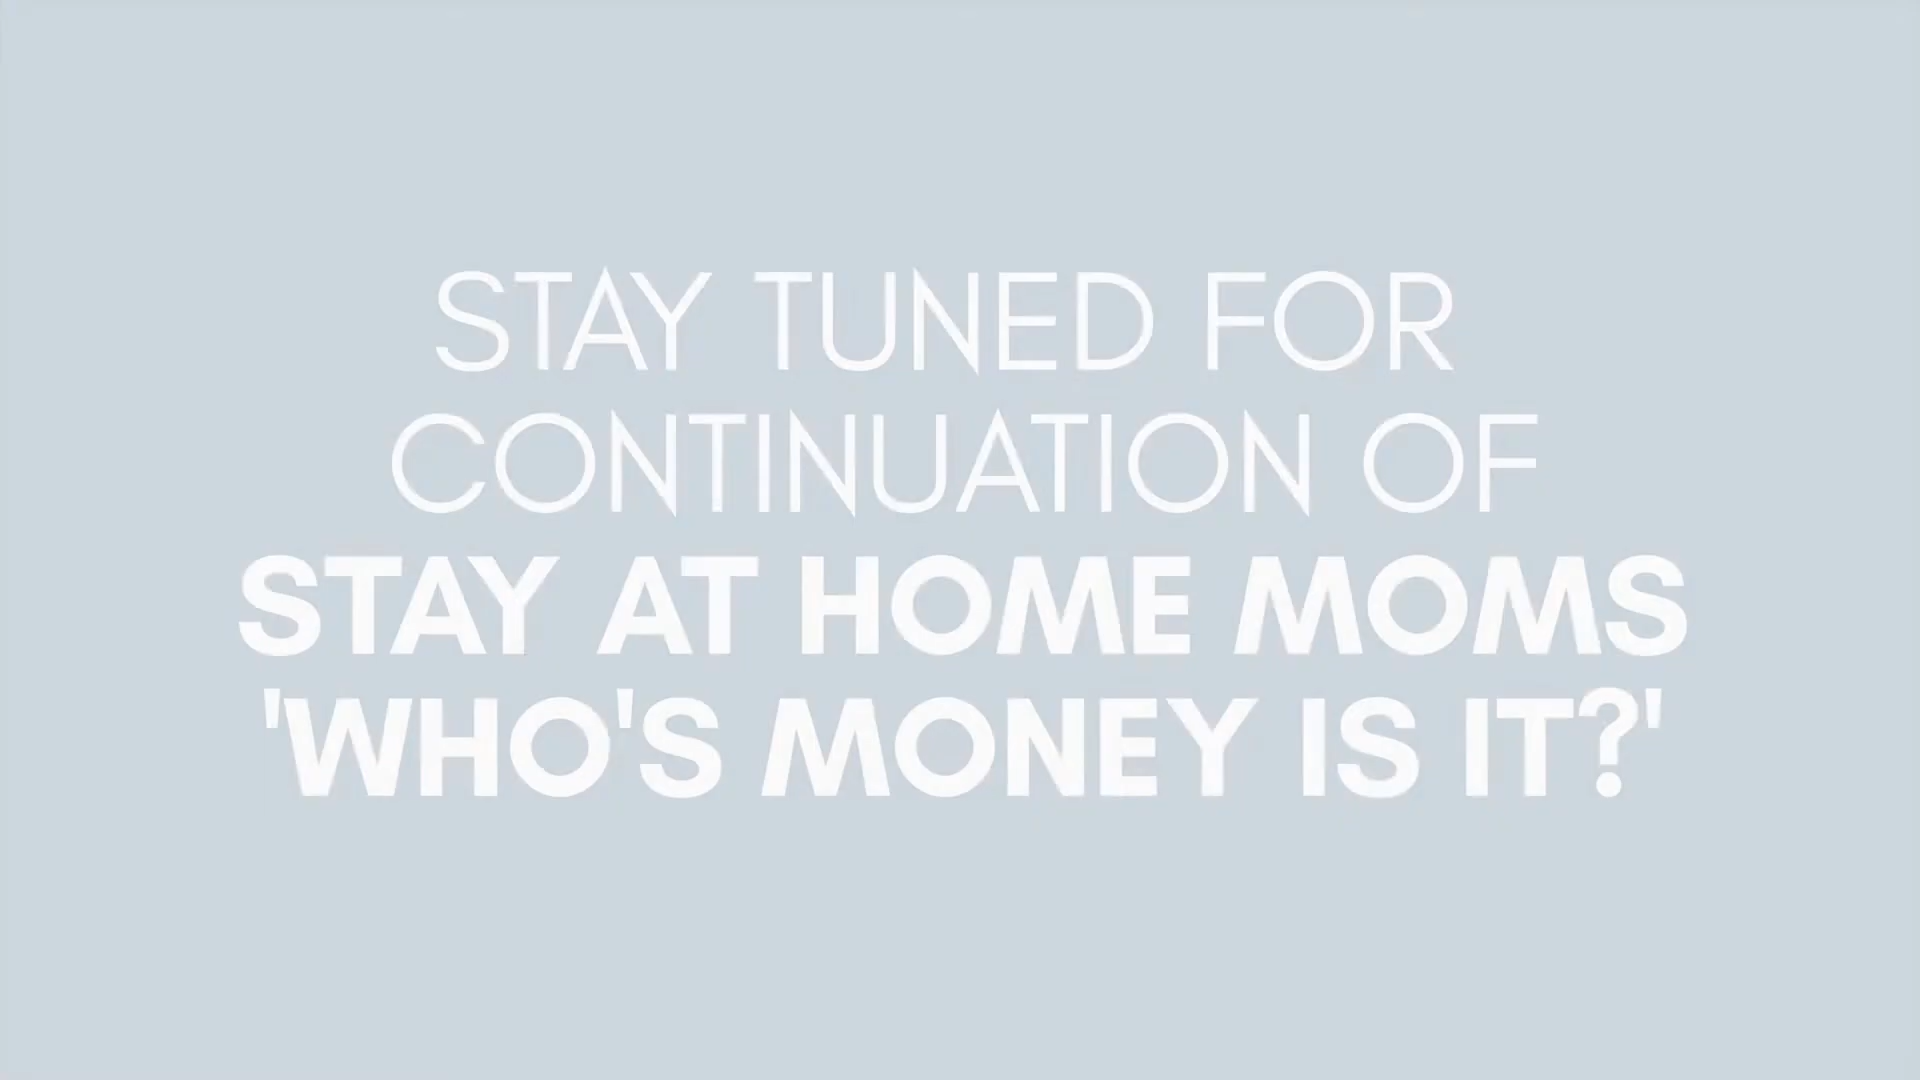 STAY TUNED FOR
CONTINUATION OF
STAY AT HOME MOMS
'WHO'S MONEY IS IT?'